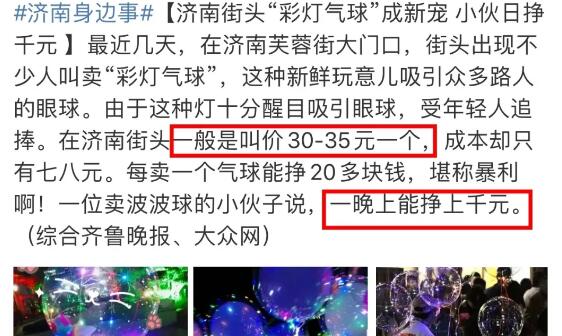 #济南身边事#【济南街头“彩灯气球”成新宠 小伙日挣
千元 】最近几天，在济南芙蓉街大门口，街头出现不
少人叫卖“彩灯气球”，这种新鲜玩意儿吸引众多路人
的眼球。由于这种灯十分醒目吸引眼球，受年轻人追
捧。在济南街头一般是叫价30-35元一个，成本却只
有七八元。每卖一个气球能挣20多块钱，堪称暴利
啊！一位卖波波球的小伙子说，一晚上能挣上千元。
（综合齐鲁晚报、大众网）